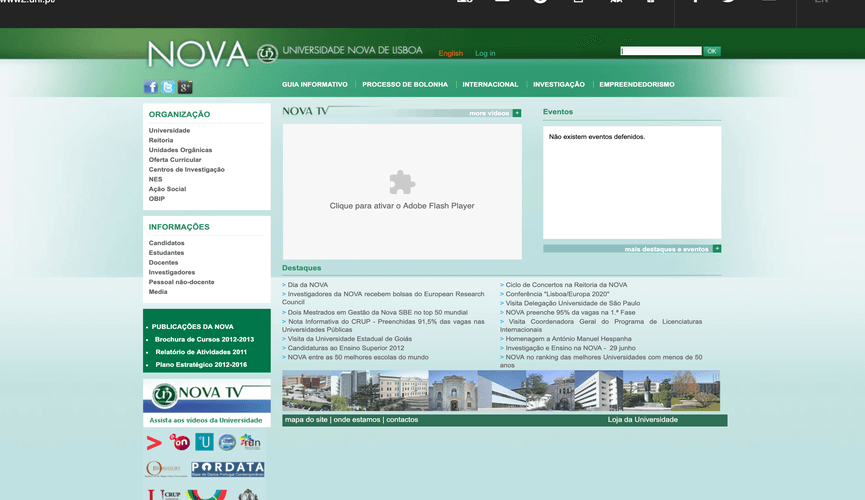 www2.unl.pt/
EN
NOVA UNIVERSIDADE NOVA DE LISBOA
English Log in
OK
GUIA INFORMATIVO PROCESSO DE BOLONHA INTERNACIONAL INVESTIGAÇÃO EMPREENDEDORISMO
ORGANIZAÇÃO
Universidade
Reitoria
Unidades Orgânicas
Oferta Curricular
Centros de Investigação
NES
Ação Social
OBIP
INFORMAÇÕES
Candidatos
Estudantes
Docentes
Investigadores
Pessoal não-docente
Media
PUBLICAÇÕES DA NOVA
Brochura de Cursos 2012-2013
Relatório de Atividades 2011
Plano Estratégico 2012-2016
NOVA TV
Assista aos vídeos da Universidade
PORDATA
NOVA TV
more videos +
Clique para ativar o Adobe Flash Player
Eventos
Não existem eventos defenidos.
mais destaques e eventos +
Destaques
> Dia da NOVA
> Investigadores da NOVA recebem bolsas do European Research
Council
> Dois Mestrados em Gestão da Nova SBE no top 50 mundial
> Nota Informativa do CRUP - Preenchidas 91,5% das vagas nas
Universidades Públicas
> Visita da Universidade Estadual de Goiás
> Candidaturas ao Ensino Superior 2012
> NOVA entre as 50 melhores escolas do mundo
> Ciclo de Concertos na Reitoria da NOVA
> Conferência "Lisboa/Europa 2020"
> Visita Delegação Universidade de São Paulo
> NOVA preenche 95% da vagas na 1.ª Fase
> Visita Coordenadora Geral do Programa de Licenciaturas
Internacionais
> Homenagem a António Manuel Hespanha
> Investigação e Ensino na NOVA - 29 junho
> NOVA no ranking das melhores Universidades com menos de 50
anos
mapa do site | onde estamos | contactos
Loja da Universidade